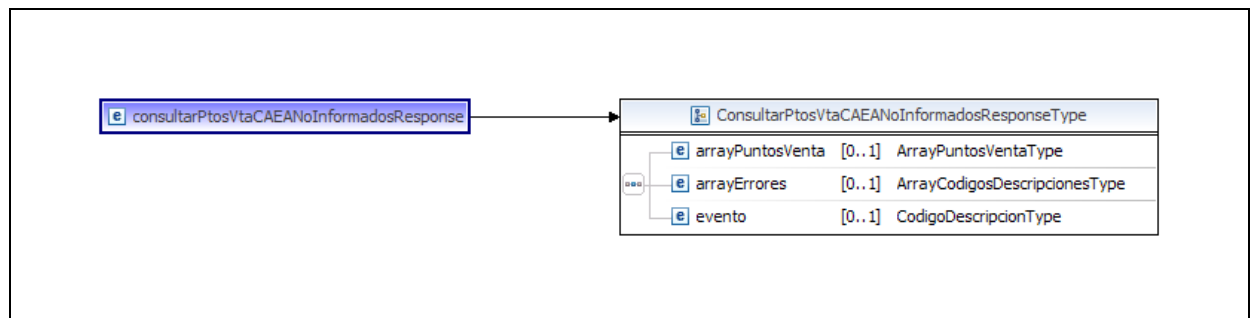 e consultarPtosVtaCAEANoInformadosResponse
ConsultarPtosVtaCAEANoInformadosResponseType
e arrayPuntosVenta [0..1] ArrayPuntosVentaType
e arrayErrores [0..1] ArrayCodigosDescripcionesType
e evento [0..1] CodigoDescripcionType